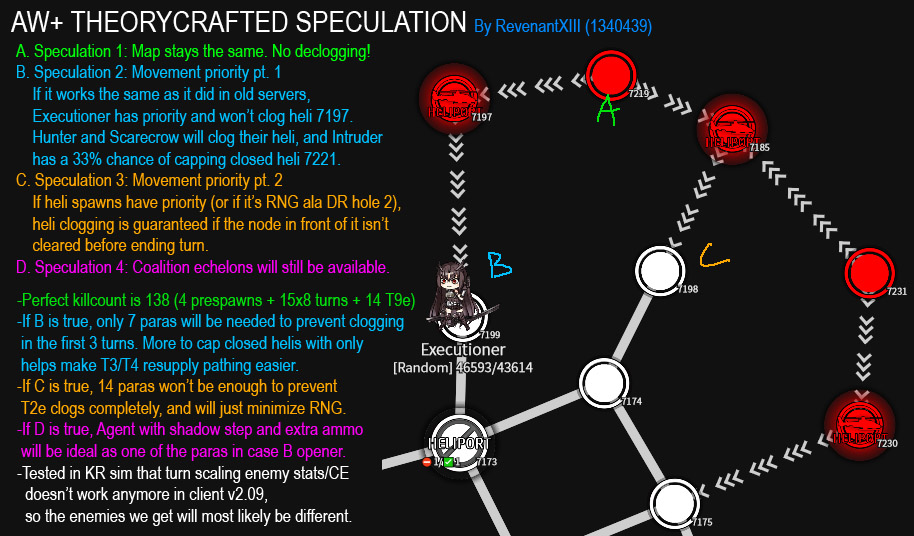 AW+ THEORYCRAFTED SPECULATION By RevenantXIII (1340439)
A. Speculation 1: Map stays the same. No declogging!
B. Speculation 2: Movement priority pt. 1
If it works the same as it did in old servers,
Executioner has priority and won't clog heli 7197.
Hunter and Scarecrow will clog their heli, and Intruder
has a 33% chance of capping closed heli 7221.
C. Speculation 3: Movement priority pt. 2
If heli spawns have priority (or if it's RNG ala DR hole 2),
heli clogging is guaranteed if the node in front of it isn't
cleared before ending turn.
D. Speculation 4: Coalition echelons will still be available.
-Perfect killcount is 138 (4 prespawns + 15x8 turns + 14 T9e)
-If B is true, only 7 paras will be needed to prevent clogging
in the first 3 turns. More to cap closed helis with only
helps make T3/T4 resupply pathing easier.
-If C is true, 14 paras won't be enough to prevent
T2e clogs completely, and will just minimize RNG.
-If D is true, Agent with shadow step and extra ammo
will be ideal as one of the paras in case B opener.
-Tested in KR sim that turn scaling enemy stats/CE
doesn't work anymore in client v2.09,
so the enemies we get will most likely be different.
7219
A
HELIPORT
7197
HELIPORT
7185
B
C
7198
7231
7199
Executioner
[Random] 46593/43614
7174
HELIPORT
7230
HELIPORT
7173
7175